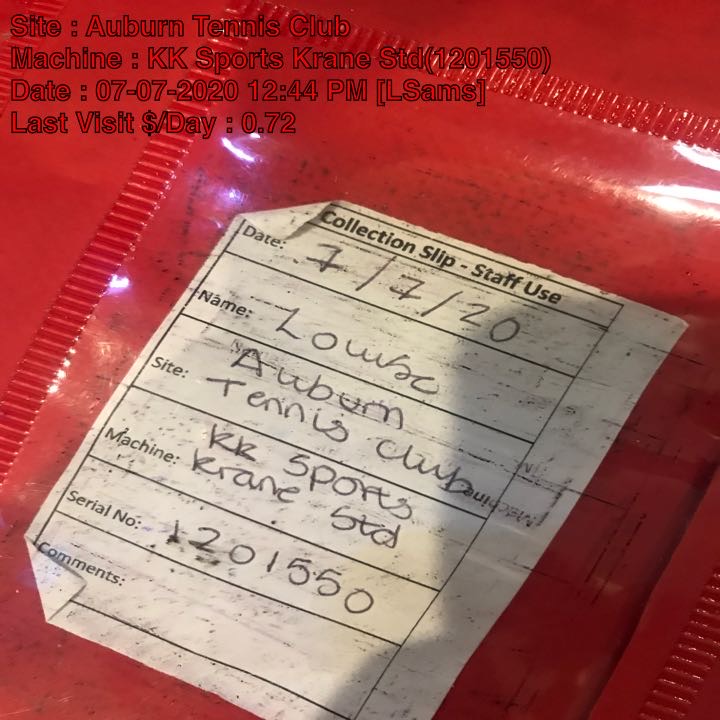 Site : Auburn Tennis Club
Machine : KK Sports Krane Std(1201550)
Date : 07-07-2020 12:44 PM [LSams]
Last Visit $/Day : 0.72
Collection Slip - Staff Use
Date: 7/7/20
Name: Louise
Site: Auburn
Tennis Club
Machine: KK Sports
Krane Std
Serial No: 1201550
Comments: